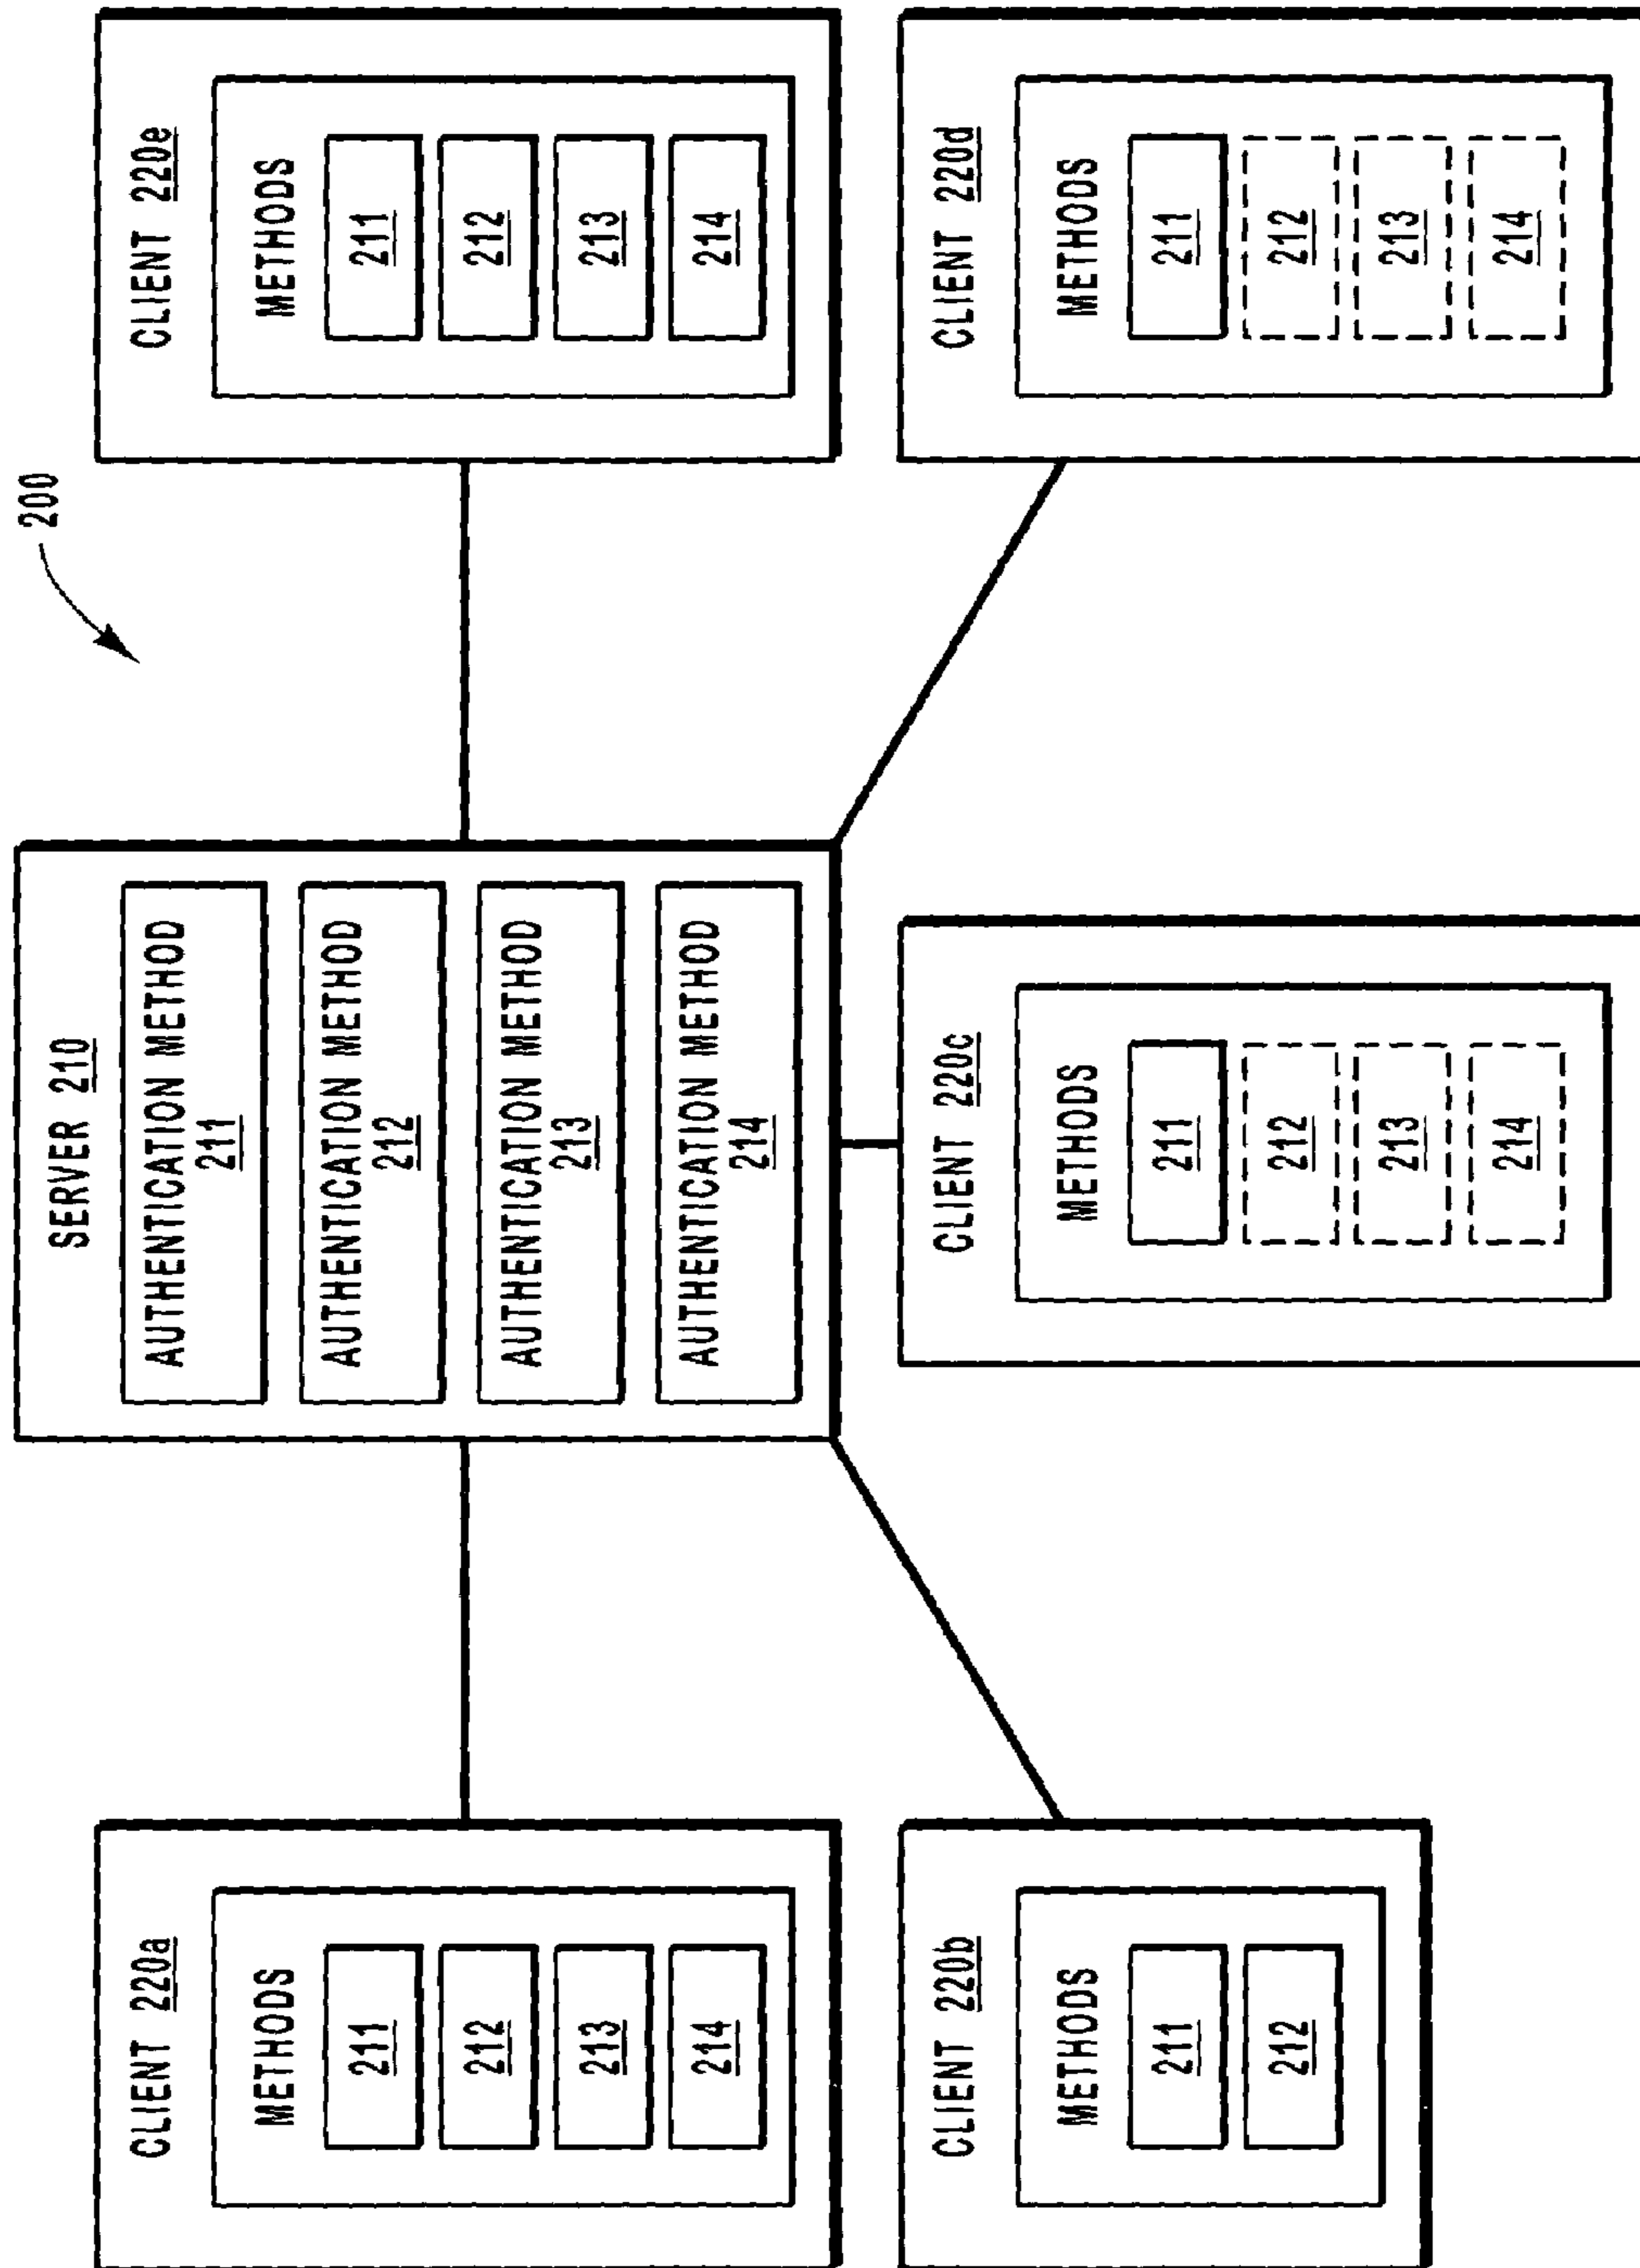 200
SERVER 210
AUTHENTICATION METHOD
211
AUTHENTICATION METHOD
212
AUTHENTICATION METHOD
213
AUTHENTICATION METHOD
214
CLIENT 220a
METHODS
211
212
213
214
CLIENT 220b
METHODS
211
212
CLIENT 220c
METHODS
211
212
213
214
CLIENT 220d
METHODS
211
212
213
214
CLIENT 220e
METHODS
211
212
213
214